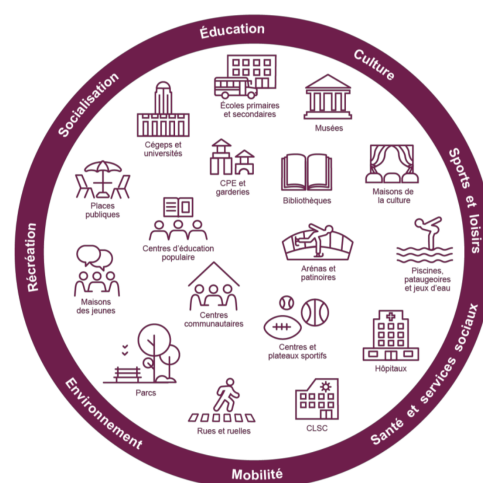 Éducation
Culture
Sports et loisirs
Santé et services sociaux
Mobilité
Environnement
Récréation
Socialisation
Écoles primaires
et secondaires
Musées
Cégeps et
universités
CPE et
garderies
Bibliothèques
Maisons de
la culture
Places
publiques
Centres d'éducation
populaire
Arénas et
patinoires
Piscines,
pataugeoires
et jeux d'eau
Maisons
des jeunes
Centres
communautaires
Centres et
plateaux sportifs
Hôpitaux
Parcs
Rues et ruelles
CLSC